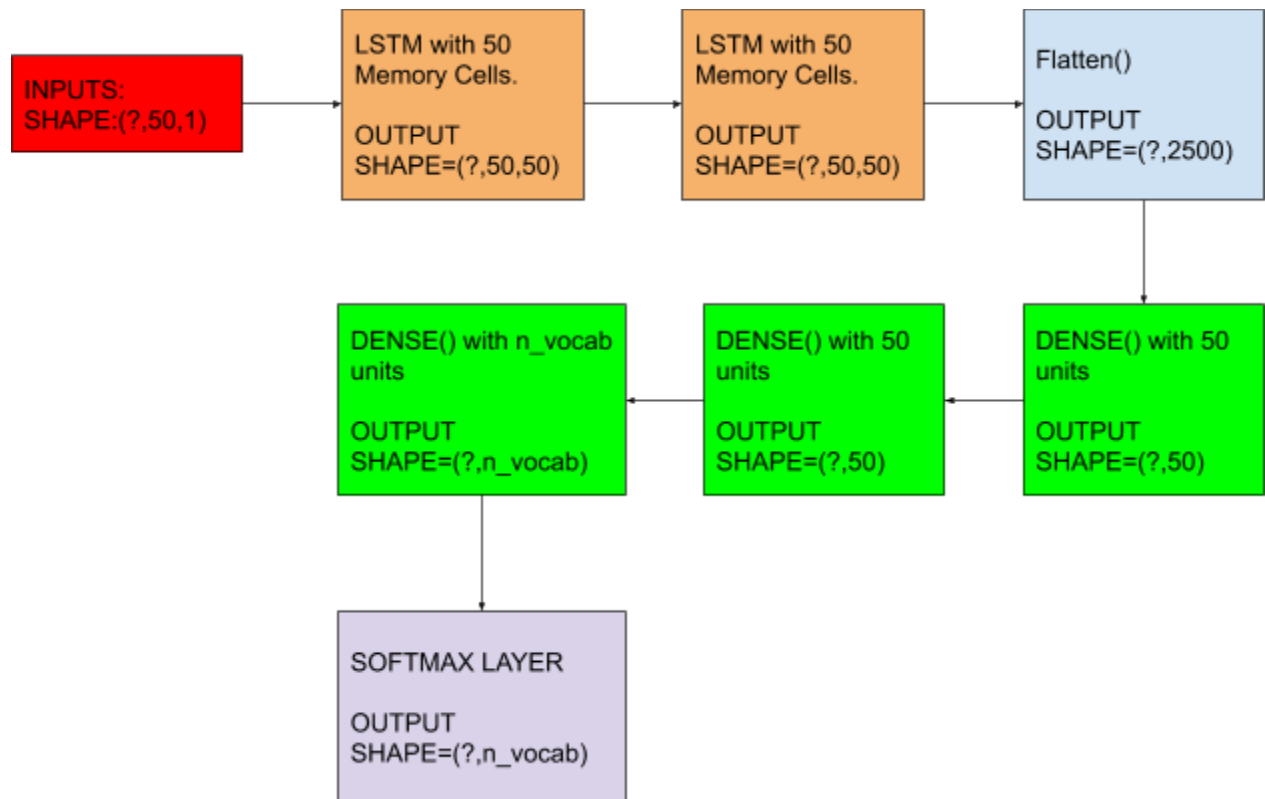 INPUTS:
SHAPE:(?,50,1)
LSTM with 50
Memory Cells.
OUTPUT
SHAPE=(?,50,50)
LSTM with 50
Memory Cells.
OUTPUT
SHAPE=(?,50,50)
Flatten()
OUTPUT
SHAPE=(?,2500)
DENSE() with 50
units
OUTPUT
SHAPE=(?,50)
DENSE() with 50
units
OUTPUT
SHAPE=(?,50)
DENSE() with n_vocab
units
OUTPUT
SHAPE=(?,n_vocab)
SOFTMAX LAYER
OUTPUT
SHAPE=(?,n_vocab)